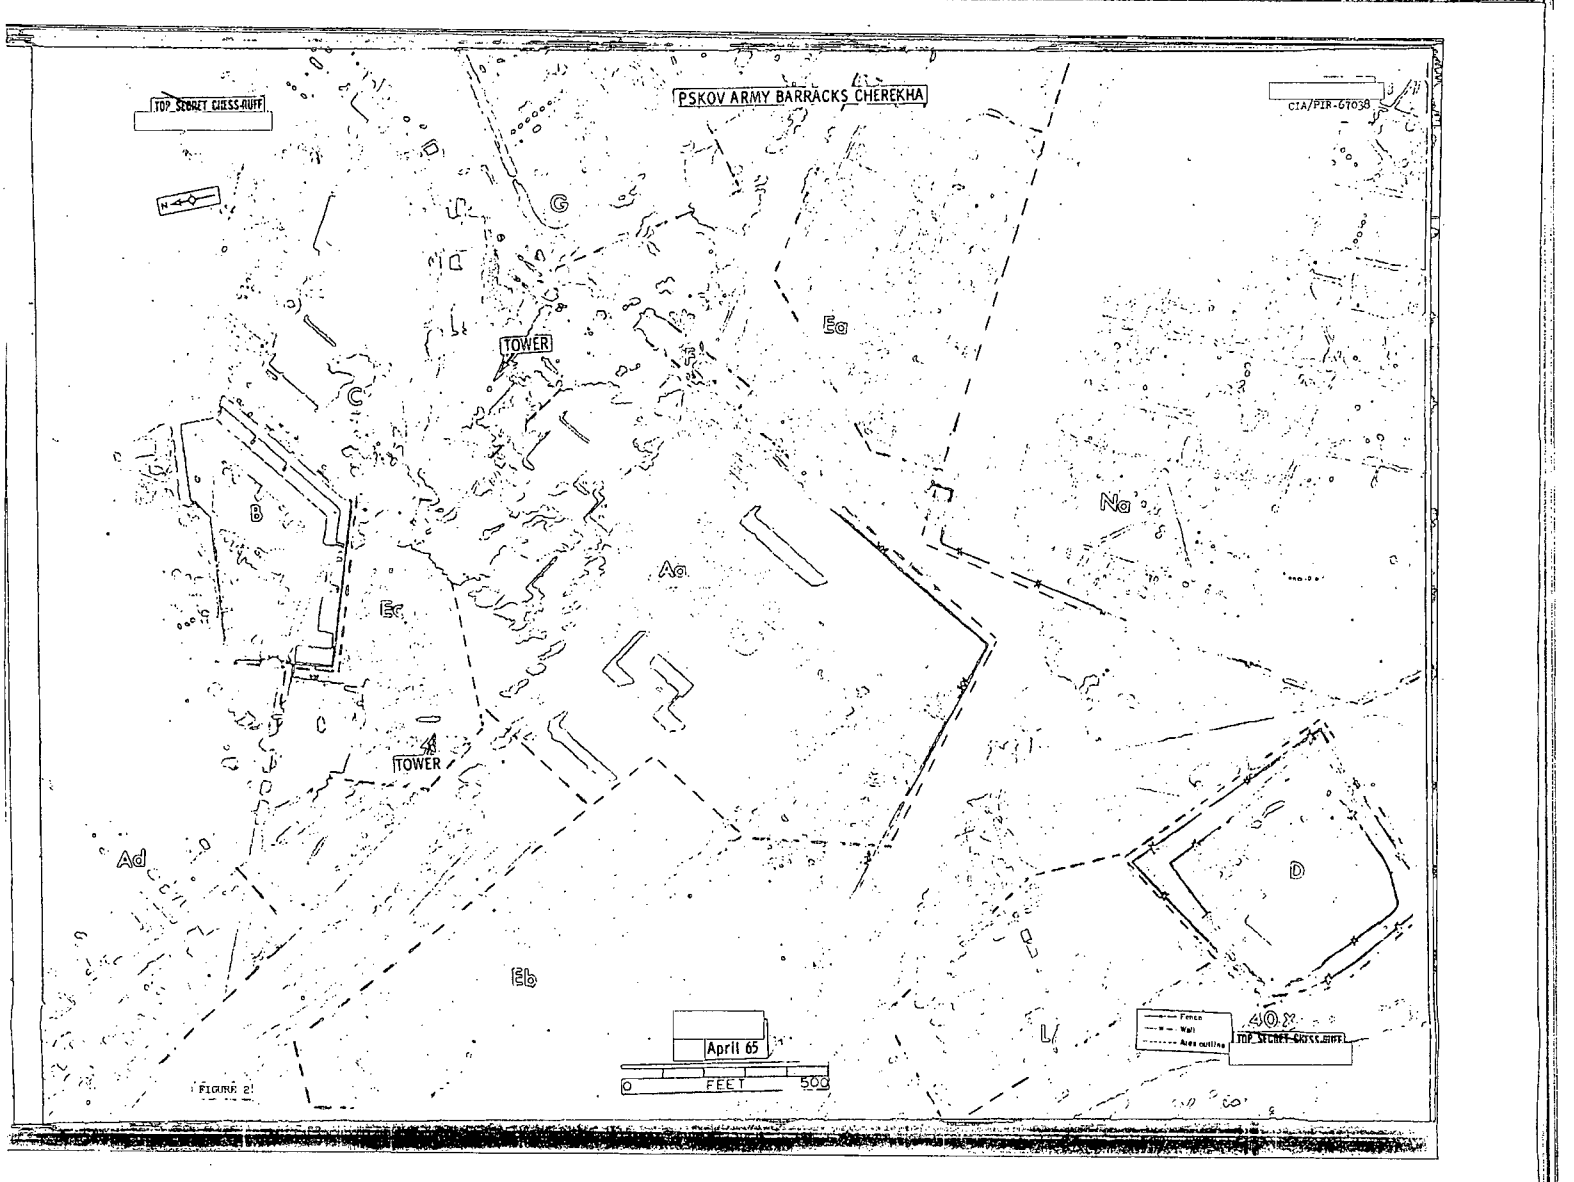 TOP SECRET CHESS-RUFF
PSKOV ARMY BARRACKS CHEREKHA
CIA/PIR-67038
N
G
Ea
TOWER
F
C
B
Na
Aa
Ec
C
TOWER
Ad
D
Eb
L
Fence
Wall
Area outline
40X
TOP SECRET CHESS-RUFF
April 65
0 FEET 500
FIGURE 2